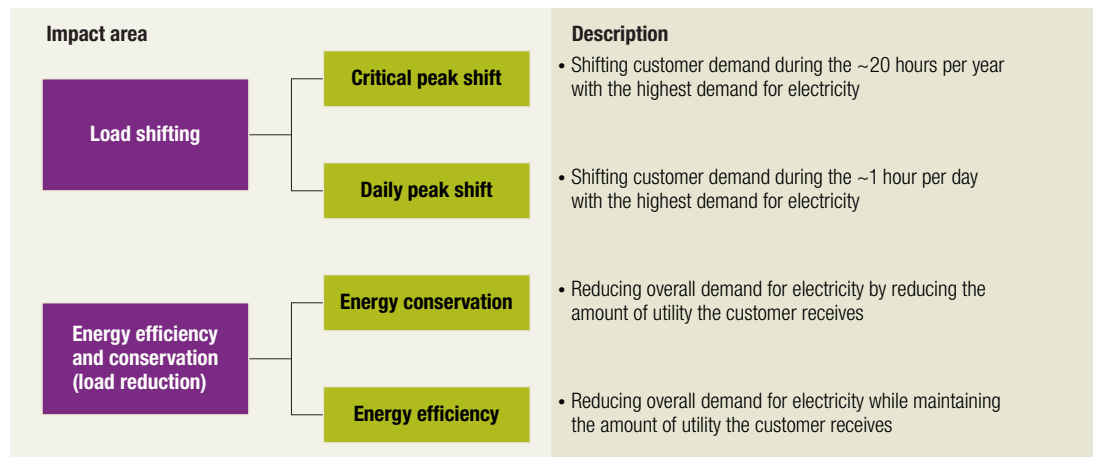 Impact area
Description
Load shifting
Critical peak shift
• Shifting customer demand during the ~20 hours per year
with the highest demand for electricity
Daily peak shift
• Shifting customer demand during the ~1 hour per day
with the highest demand for electricity
Energy efficiency
and conservation
(load reduction)
Energy conservation
• Reducing overall demand for electricity by reducing the
amount of utility the customer receives
Energy efficiency
• Reducing overall demand for electricity while maintaining
the amount of utility the customer receives